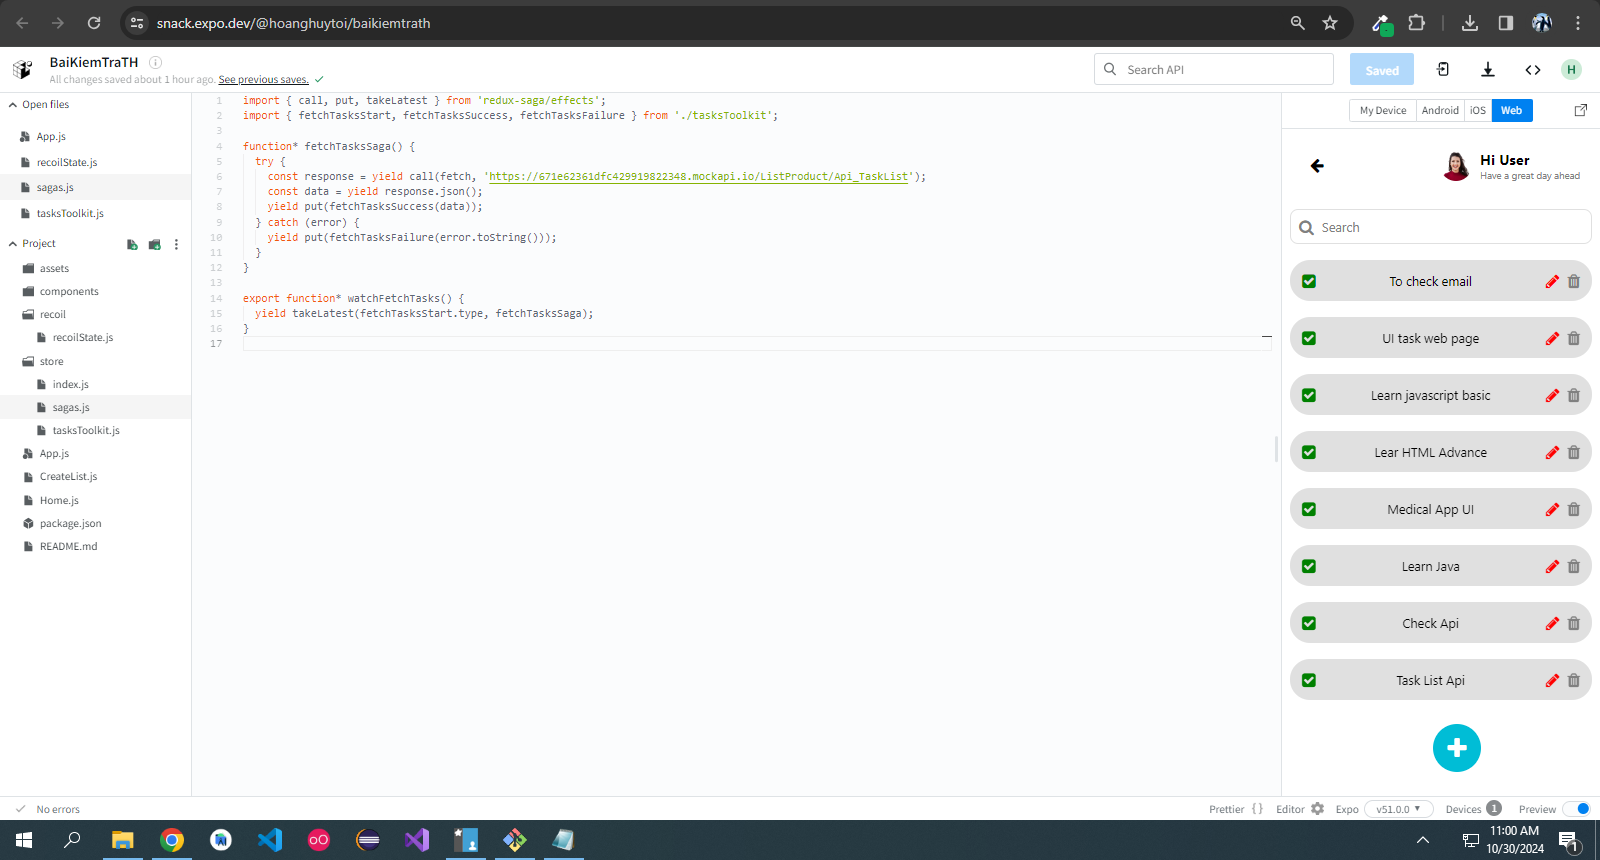 snack.expo.dev/@hoanghuytoi/baikiemtrath
BaiKiemTraTH
All changes saved about 1 hour ago. See previous saves.
Search API
Saved
H
Open files
App.js
recoilState.js
sagas.js
tasksToolkit.js
Project
assets
components
recoil
recoilState.js
store
index.js
sagas.js
tasksToolkit.js
App.js
CreateList.js
Home.js
package.json
README.md
1 import { call, put, takeLatest } from 'redux-saga/effects';
2 import { fetchTasksStart, fetchTasksSuccess, fetchTasksFailure } from './tasksToolkit';
3
4 function* fetchTasksSaga() {
5 try {
6 const response = yield call(fetch, 'https://671e62361dfc429919822348.mockapi.io/ListProduct/Api_TaskList');
7 const data = yield response.json();
8 yield put(fetchTasksSuccess(data));
9 } catch (error) {
10 yield put(fetchTasksFailure(error.toString()));
11 }
12 }
13
14 export function* watchFetchTasks() {
15 yield takeLatest(fetchTasksStart.type, fetchTasksSaga);
16 }
17
My Device Android iOS Web
Hi User
Have a great day ahead
Search
To check email
UI task web page
Learn javascript basic
Lear HTML Advance
Medical App UI
Learn Java
Check Api
Task List Api
No errors
Prettier { } Editor Expo v51.0.0 Devices 1 Preview
11:00 AM
10/30/2024
1